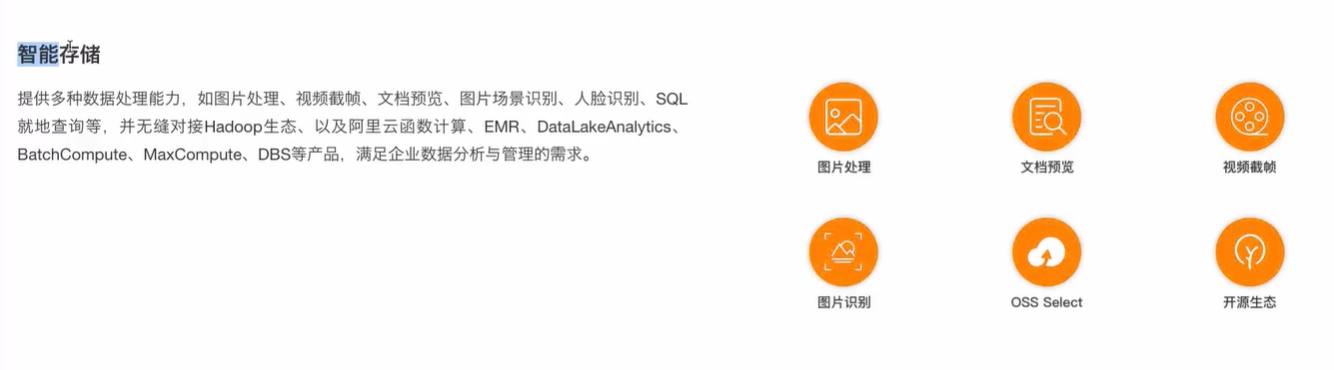 智能存储
提供多种数据处理能力，如图片处理、视频截帧、文档预览、图片场景识别、人脸识别、SQL
就地查询等，并无缝对接Hadoop生态、以及阿里云函数计算、EMR、DataLakeAnalytics、
BatchCompute、MaxCompute、DBS等产品，满足企业数据分析与管理的需求。
图片处理
文档预览
视频截帧
图片识别
OSS Select
开源生态